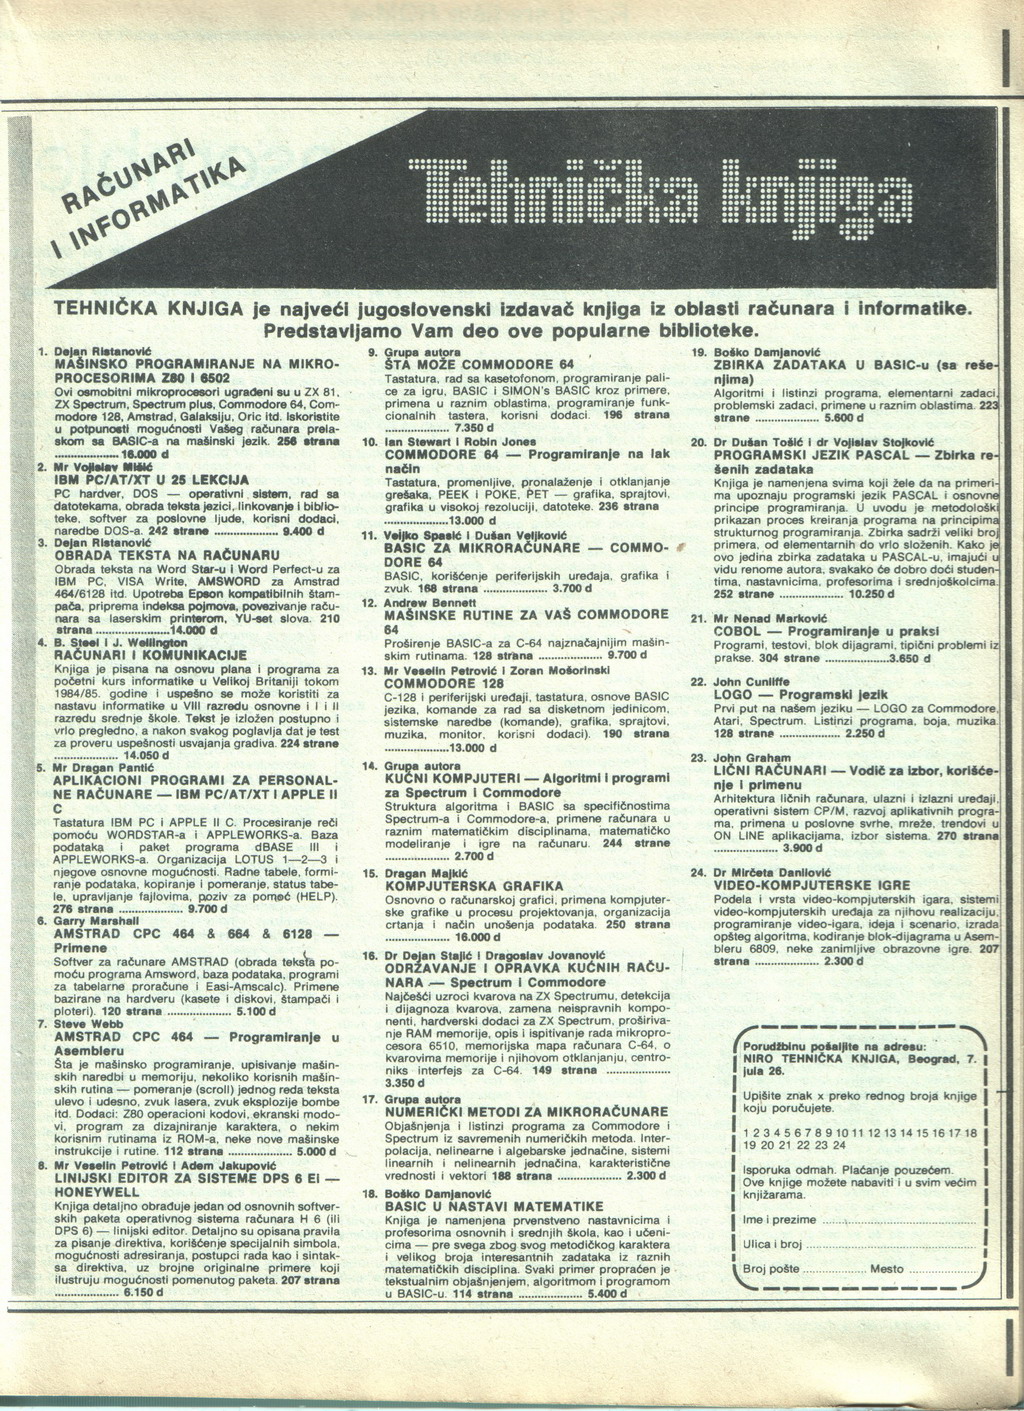 RAČUNARI
I INFORMATIKA
Tehnička knjiga
TEHNIČKA KNJIGA je najveći jugoslovenski izdavač knjiga iz oblasti računara i informatike.
Predstavljamo Vam deo ove popularne biblioteke.
1. Dejan Ristanović
MAŠINSKO PROGRAMIRANJE NA MIKRO-
PROCESORIMA Z80 I 6502
Ovi osmobitni mikroprocesori ugrađeni su u ZX 81,
ZX Spectrum, Spectrum plus, Commodore 64, Com-
modore 128, Amstrad, Galaksiju, Oric itd. Iskoristite
u potpunosti mogućnosti Vašeg računara prela-
skom sa BASIC-a na mašinski jezik. 256 strana
.................... 16.000 d
2. Mr Vojislav Mišić
IBM PC/AT/XT U 25 LEKCIJA
PC hardver, DOS — operativni sistem, rad sa
datotekama, obrada teksta jezici, linkovanje i biblio-
teke, softver za poslovne ljude, korisni dodaci,
naredbe DOS-a. 242 strane .................... 9.400 d
3. Dejan Ristanović
OBRADA TEKSTA NA RAČUNARU
Obrada teksta na Word Star-u i Word Perfect-u za
IBM PC, VISA Write, AMSWORD za Amstrad
464/6128 itd. Upotreba Epson kompatibilnih štam-
pača, priprema indeksa pojmova, povezivanje raču-
nara sa laserskim printerom, YU-set slova. 210
strana .......................14.000 d
4. B. Steel i J. Wellington
RAČUNARI I KOMUNIKACIJE
Knjiga je pisana na osnovu plana i programa za
početni kurs informatike u Velikoj Britaniji tokom
1984/85. godine i uspešno se može koristiti za
nastavu informatike u VIII razredu osnovne i I i II
razredu srednje škole. Tekst je izložen postupno i
vrlo pregledno, a nakon svakog poglavlja dat je test
za proveru uspešnosti usvajanja gradiva. 224 strane
.................... 14.050 d
5. Mr Dragan Pantić
APLIKACIONI PROGRAMI ZA PERSONAL-
NE RAČUNARE — IBM PC/AT/XT I APPLE II
C
Tastatura IBM PC i APPLE II C. Procesiranje reči
pomoću WORDSTAR-a i APPLEWORKS-a. Baza
podataka i paket programa dBASE III i
APPLEWORKS-a. Organizacija LOTUS 1—2—3 i
njegove osnovne mogućnosti. Radne tabele, formi-
ranje podataka, kopiranje i pomeranje, status tabe-
le, upravljanje fajlovima, poziv za pomoć (HELP).
276 strana .................... 9.700 d
6. Garry Marshall
AMSTRAD CPC 464 & 664 & 6128 —
Primene
Softver za računare AMSTRAD (obrada teksta po-
moću programa Amsword, baza podataka, programi
za tabelarne proračune i Easi-Amscalc). Primene
bazirane na hardveru (kasete i diskovi, štampači i
ploteri). 120 strana .................... 5.100 d
7. Steve Webb
AMSTRAD CPC 464 — Programiranje u
Asembleru
Šta je mašinsko programiranje, upisivanje mašin-
skih naredbi u memoriju, nekoliko korisnih mašin-
skih rutina — pomeranje (scroll) jednog reda teksta
ulevo i udesno, zvuk lasera, zvuk eksplozije bombe
itd. Dodaci: Z80 operacioni kodovi, ekranski modo-
vi, program za dizajniranje karaktera, o nekim
korisnim rutinama iz ROM-a, neke nove mašinske
instrukcije i rutine. 112 strana .................... 5.000 d
8. Mr Veselin Petrović i Adem Jakupović
LINIJSKI EDITOR ZA SISTEME DPS 6 EI —
HONEYWELL
Knjiga detaljno obrađuje jedan od osnovnih softver-
skih paketa operativnog sistema računara H 6 (ili
DPS 6) — linijski editor. Detaljno su opisana pravila
za pisanje direktiva, korišćenje specijalnih simbola,
mogućnosti adresiranja, postupci rada kao i sintak-
sa direktiva, uz brojne originalne primere koji
ilustruju mogućnosti pomenutog paketa. 207 strana
.................... 6.150 d
9. Grupa autora
ŠTA MOŽE COMMODORE 64
Tastatura, rad sa kasetofonom, programiranje pali-
ce za igru, BASIC i SIMON's BASIC kroz primere,
primena u raznim oblastima, programiranje funk-
cionalnih tastera, korisni dodaci. 196 strana
.................... 7.350 d
10. Ian Stewart i Robin Jones
COMMODORE 64 — Programiranje na lak
način
Tastatura, promenljive, pronalaženje i otklanjanje
grešaka, PEEK i POKE, PET — grafika, sprajtovi,
grafika u visokoj rezoluciji, datoteke. 236 strana
....................13.000 d
11. Veljko Spasić i Dušan Veljković
BASIC ZA MIKRORAČUNARE — COMMO-
DORE 64
BASIC, korišćenje periferijskih uređaja, grafika i
zvuk. 168 strana .................... 3.700 d
12. Andrew Bennett
MAŠINSKE RUTINE ZA VAŠ COMMODORE
64
Proširenje BASIC-a za C-64 najznačajnijim mašin-
skim rutinama. 128 strana .................... 9.700 d
13. Mr Veselin Petrović i Zoran Mošorinski
COMMODORE 128
C-128 i periferijski uređaji, tastatura, osnove BASIC
jezika, komande za rad sa disketnom jedinicom,
sistemske naredbe (komande), grafika, sprajtovi,
muzika, monitor, korisni dodaci). 190 strana
....................13.000 d
14. Grupa autora
KUĆNI KOMPJUTERI — Algoritmi i programi
za Spectrum i Commodore
Struktura algoritma i BASIC sa specifičnostima
Spectrum-a i Commodore-a, primene računara u
raznim matematičkim disciplinama, matematičko
modeliranje i igre na računaru. 244 strane
.................... 2.700 d
15. Dragan Majkić
KOMPJUTERSKA GRAFIKA
Osnovno o računarskoj grafici, primena kompjuter-
ske grafike u procesu projektovanja, organizacija
crtanja i način unošenja podataka. 250 strana
.................... 16.000 d
16. Dr Dejan Stajić i Dragoslav Jovanović
ODRŽAVANJE I OPRAVKA KUĆNIH RAČU-
NARA — Spectrum i Commodore
Najčešći uzroci kvarova na ZX Spectrumu, detekcija
i dijagnoza kvarova, zamena neispravnih kompo-
nenti, hardverski dodaci za ZX Spectrum, proširiva-
nje RAM memorije, opis i ispitivanje rada mikropro-
cesora 6510, memorijska mapa računara C-64, o
kvarovima memorije i njihovom otklanjanju, centro-
niks interfejs za C-64. 149 strana ....................
3.350 d
17. Grupa autora
NUMERIČKI METODI ZA MIKRORAČUNARE
Objašnjenja i listinzi programa za Commodore i
Spectrum iz savremenih numeričkih metoda. Inter-
polacija, nelinearne i algebarske jednačine, sistemi
linearnih i nelinearnih jednačina, karakteristične
vrednosti i vektori 188 strana .................... 2.300 d
18. Boško Damjanović
BASIC U NASTAVI MATEMATIKE
Knjiga je namenjena prvenstveno nastavnicima i
profesorima osnovnih i srednjih škola, kao i učeni-
cima — pre svega zbog svog metodičkog karaktera
i velikog broja interesantnih zadataka iz raznih
matematičkih disciplina. Svaki primer propraćen je
tekstualnim objašnjenjem, algoritmom i programom
u BASIC-u. 114 strana .................... 5.400 d
19. Boško Damjanović
ZBIRKA ZADATAKA U BASIC-u (sa reše-
njima)
Algoritmi i listinzi programa, elementarni zadaci,
problemski zadaci, primene u raznim oblastima. 223
strane .................... 5.600 d
20. Dr Dušan Tošić i dr Vojislav Stojković
PROGRAMSKI JEZIK PASCAL — Zbirka re-
šenih zadataka
Knjiga je namenjena svima koji žele da na primeri-
ma upoznaju programski jezik PASCAL i osnovne
principe programiranja. U uvodu je metodološki
prikazan proces kreiranja programa na principima
strukturnog programiranja. Zbirka sadrži veliki broj
primera, od elementarnih do vrlo složenih. Kako je
ovo jedina zbirka zadataka u PASCAL-u, imajući u
vidu renome autora, svakako će dobro doći studen-
tima, nastavnicima, profesorima i srednjoškolcima.
252 strane .................... 10.250 d
21. Mr Nenad Marković
COBOL — Programiranje u praksi
Programi, testovi, blok dijagrami, tipični problemi iz
prakse. 304 strane ....................3.650 d
22. John Cunliffe
LOGO — Programski jezik
Prvi put na našem jeziku — LOGO za Commodore,
Atari, Spectrum. Listinzi programa, boja, muzika.
128 strane .................... 2.250 d
23. John Graham
LIČNI RAČUNARI — Vodič za izbor, korišće-
nje i primenu
Arhitektura ličnih računara, ulazni i izlazni uređaji,
operativni sistem CP/M, razvoj aplikativnih progra-
ma, primena u poslovne svrhe, mreže, trendovi u
ON LINE aplikacijama, izbor sistema. 270 strana
.................... 3.900 d
24. Dr Mirčeta Danilović
VIDEO-KOMPJUTERSKE IGRE
Podela i vrsta video-kompjuterskih igara, sistemi
video-kompjuterskih uređaja za njihovu realizaciju,
programiranje video-igara, ideja i scenario, izrada
opšteg algoritma, kodiranje blok-dijagrama u Asem-
bleru 6809, neke zanimljive obrazovne igre. 207
strana .................... 2.300 d
Porudžbinu pošaljite na adresu:
NIRO TEHNIČKA KNJIGA, Beograd, 7.
jula 26.
Upišite znak x preko rednog broja knjige
koju poručujete.
1 2 3 4 5 6 7 8 9 10 11 12 13 14 15 16 17 18
19 20 21 22 23 24
Isporuka odmah. Plaćanje pouzećem.
Ove knjige možete nabaviti i u svim većim
knjižarama.
Ime i prezime ........................................
Ulica i broj ........................................
Broj pošte .................... Mesto ....................